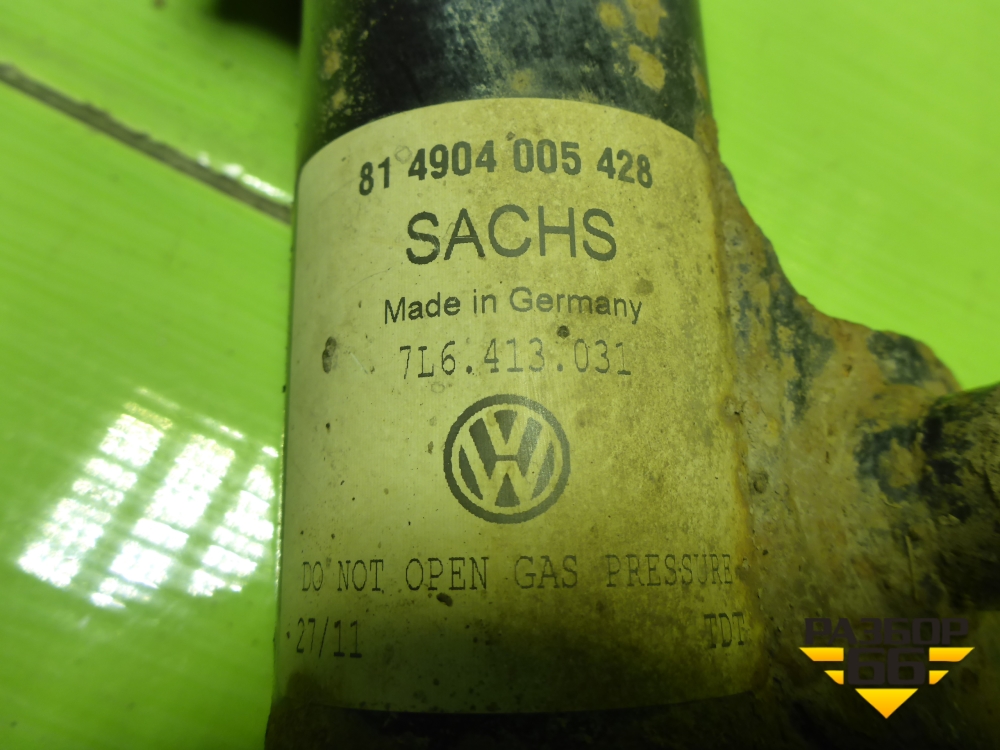 81 4904 005 428
SACHS
Made in Germany
7L6.413.031
VW
DO NOT OPEN GAS PRESSURE
27/11 TDT
РАЗБОР
66